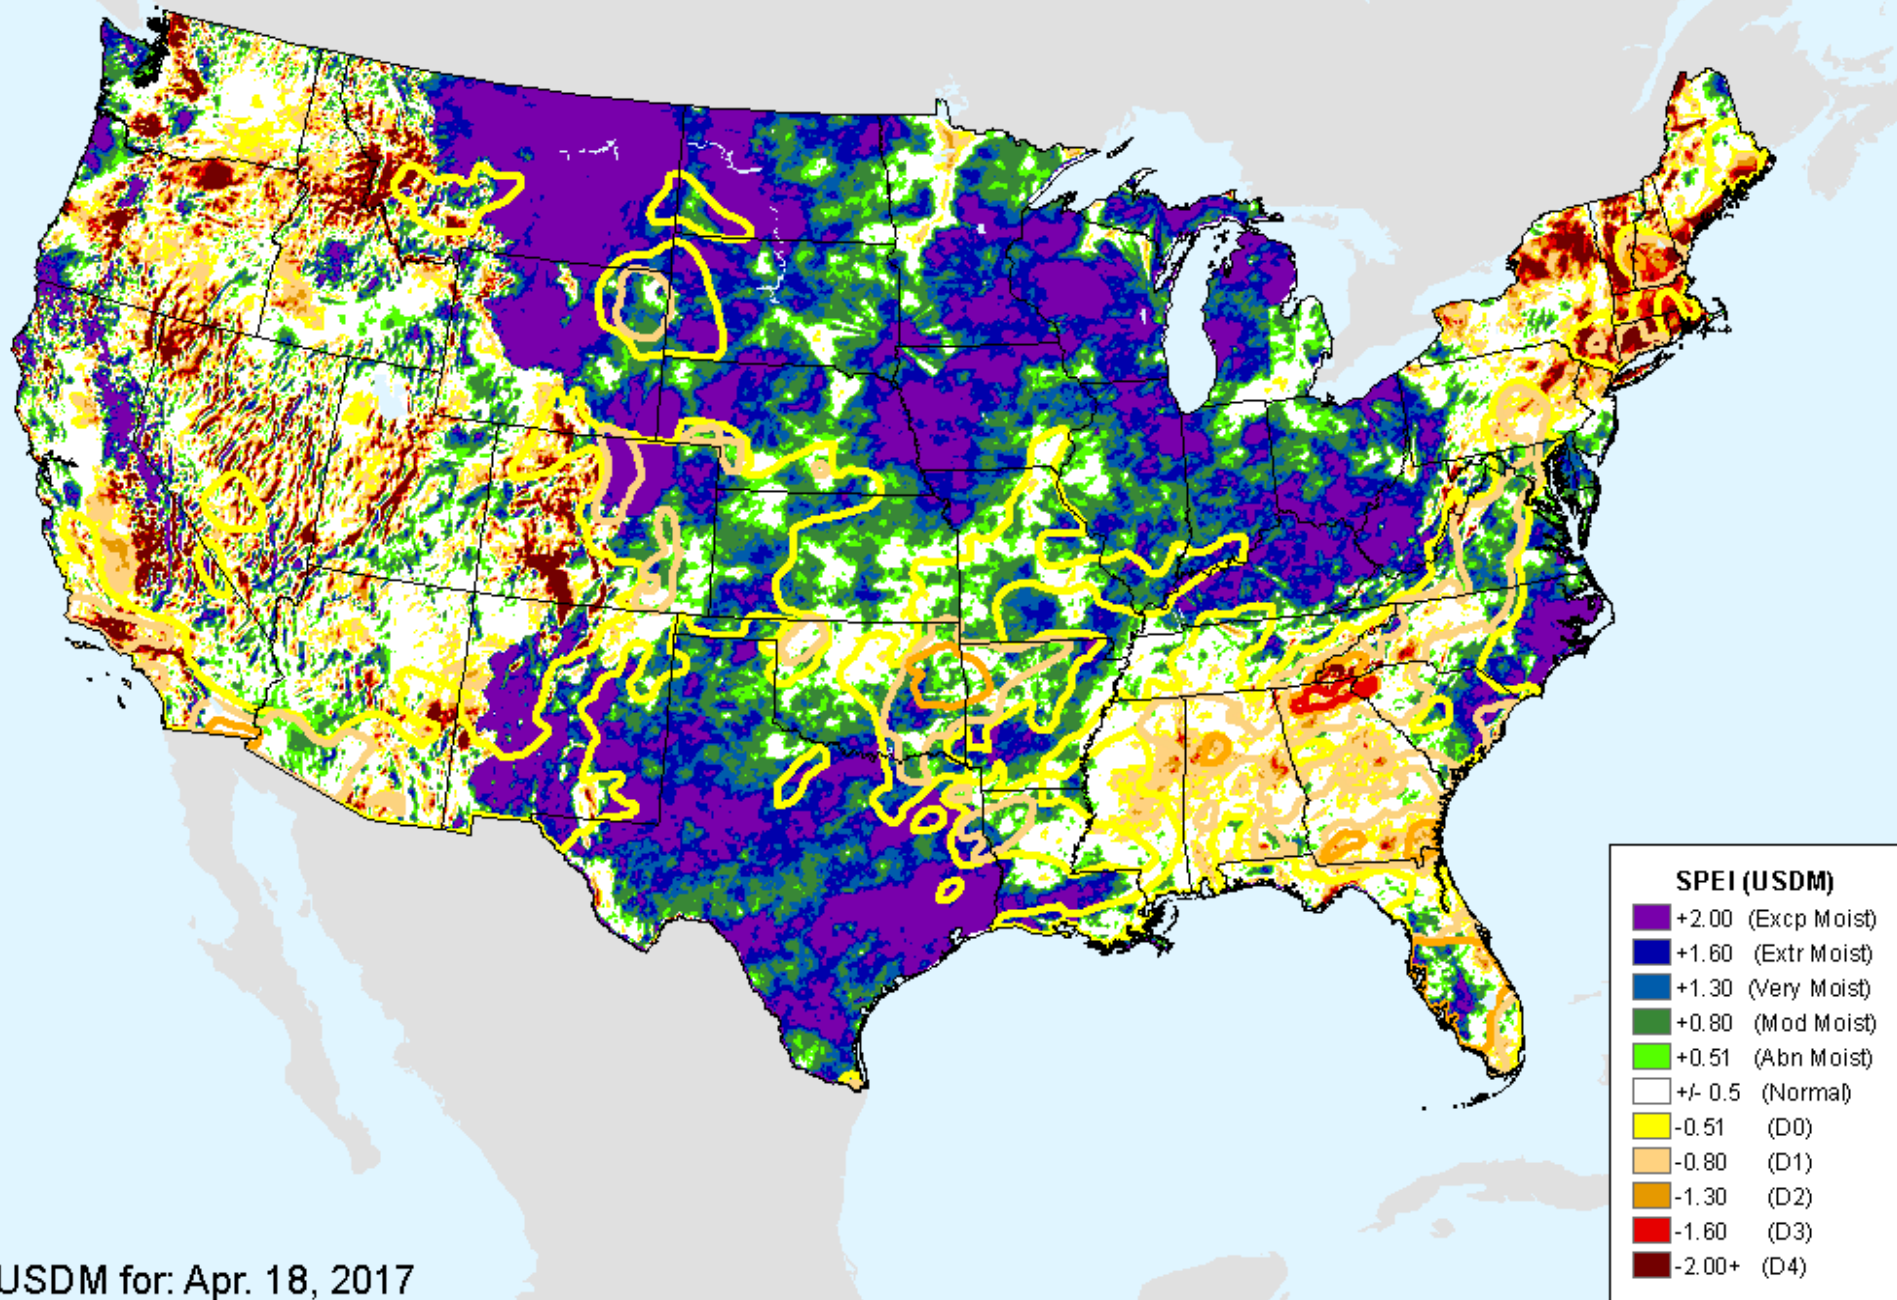 SPEI (USDM)
+2.00 (Excp Moist)
+1.60 (Extr Moist)
+1.30 (Very Moist)
+0.80 (Mod Moist)
+0.51 (Abn Moist)
+/- 0.5 (Normal)
-0.51 (D0)
-0.80 (D1)
-1.30 (D2)
-1.60 (D3)
-2.00+ (D4)
USDM for: Apr. 18, 2017